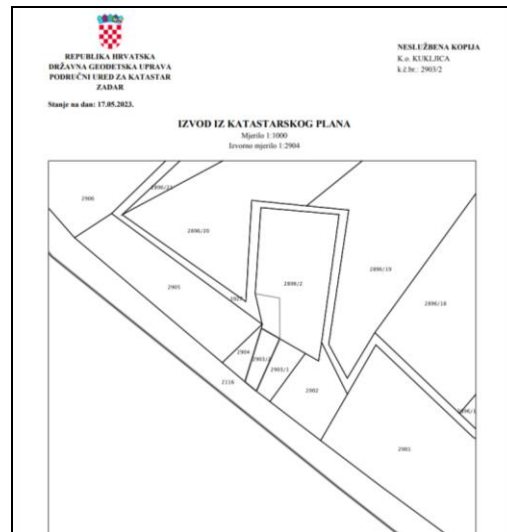 REPUBLIKA HRVATSKA
DRŽAVNA GEODETSKA UPRAVA
PODRUČNI URED ZA KATASTAR
ZADAR
Stanje na dan: 17.05.2023.
NESLUŽBENA KOPIJA
K.o. KUKLJICA
k.č.br.: 2903/2
IZVOD IZ KATASTARSKOG PLANA
Mjerilo 1:1000
Izvorno mjerilo 1:2904
2906
2896/20
2896/2
2896/19
2896/18
2905
2904
2903/2
2903/1
2116
2902
2901